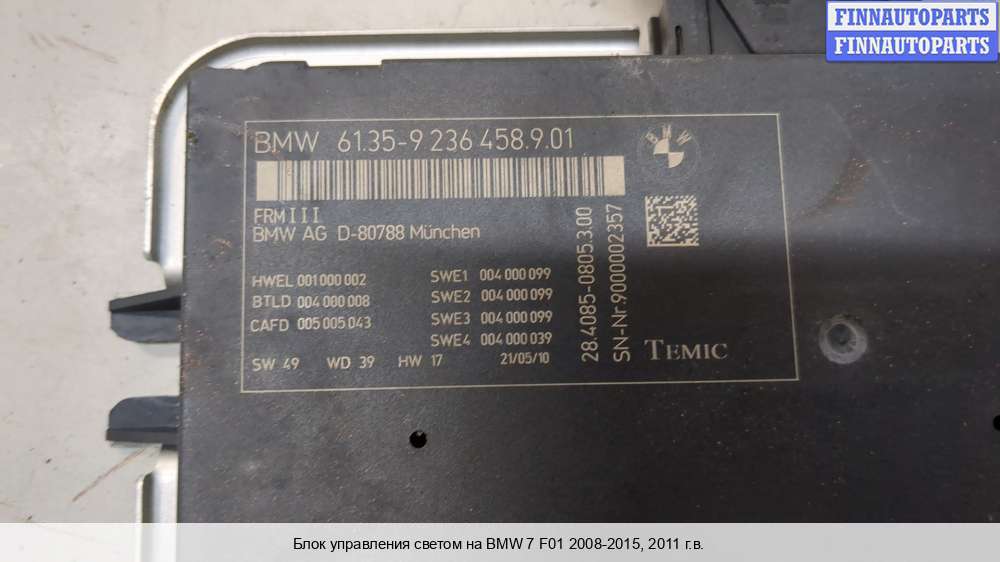 FINNAUTOPARTS
FINNAUTOPARTS
BMW 61.35-9 236 458.9.01
BMW
FRM III
BMW AG D-80788 München
HWEL 001 000 002
BTLD 004 000 008
CAFD 005 005 043
SWE1 004 000 099
SWE2 004 000 099
SWE3 004 000 099
SWE4 004 000 039
SW 49 WD 39 HW 17 21/05/10
28.4085-0805.3.00
SN-Nr.9000002357
TEMIC
Блок управления светом на BMW 7 F01 2008-2015, 2011 г.в.